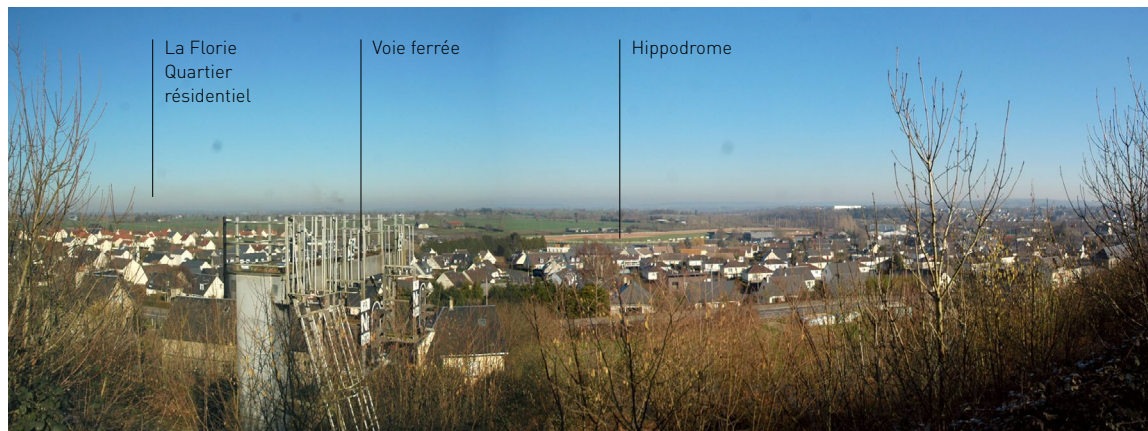 La Florie
Quartier
résidentiel
Voie ferrée
Hippodrome